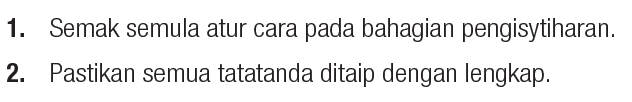 1. Semak semula atur cara pada bahagian pengisytiharan.
2. Pastikan semua tatatanda ditaip dengan lengkap.